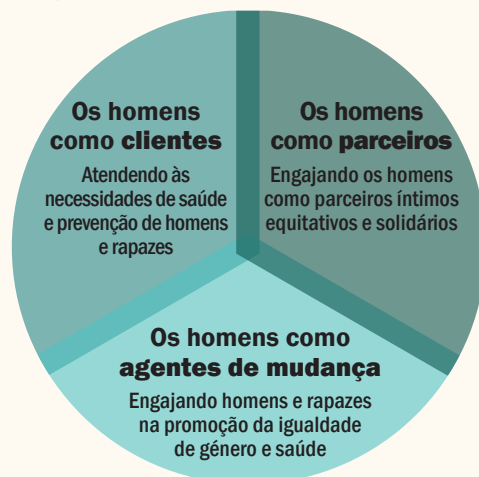 Os homens
como clientes
Atendendo às
necessidades de saúde
e prevenção de homens
e rapazes
Os homens
como parceiros
Engajando os homens
como parceiros íntimos
equitativos e solidários
Os homens como
agentes de mudança
Engajando homens e rapazes
na promoção da igualdade
de género e saúde